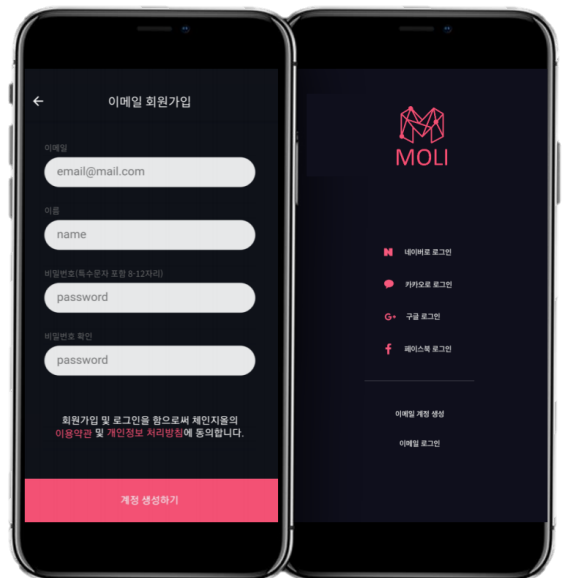 이메일 회원가입
이메일
email@mail.com
이름
name
비밀번호(특수문자 포함 8-12자리)
password
비밀번호 확인
password
회원가입 및 로그인을 함으로써 체인지올의
이용약관 및 개인정보 처리방침에 동의합니다.
계정 생성하기
MOLI
네이버로 로그인
카카오로 로그인
G+ 구글 로그인
페이스북 로그인
이메일 계정 생성
이메일 로그인